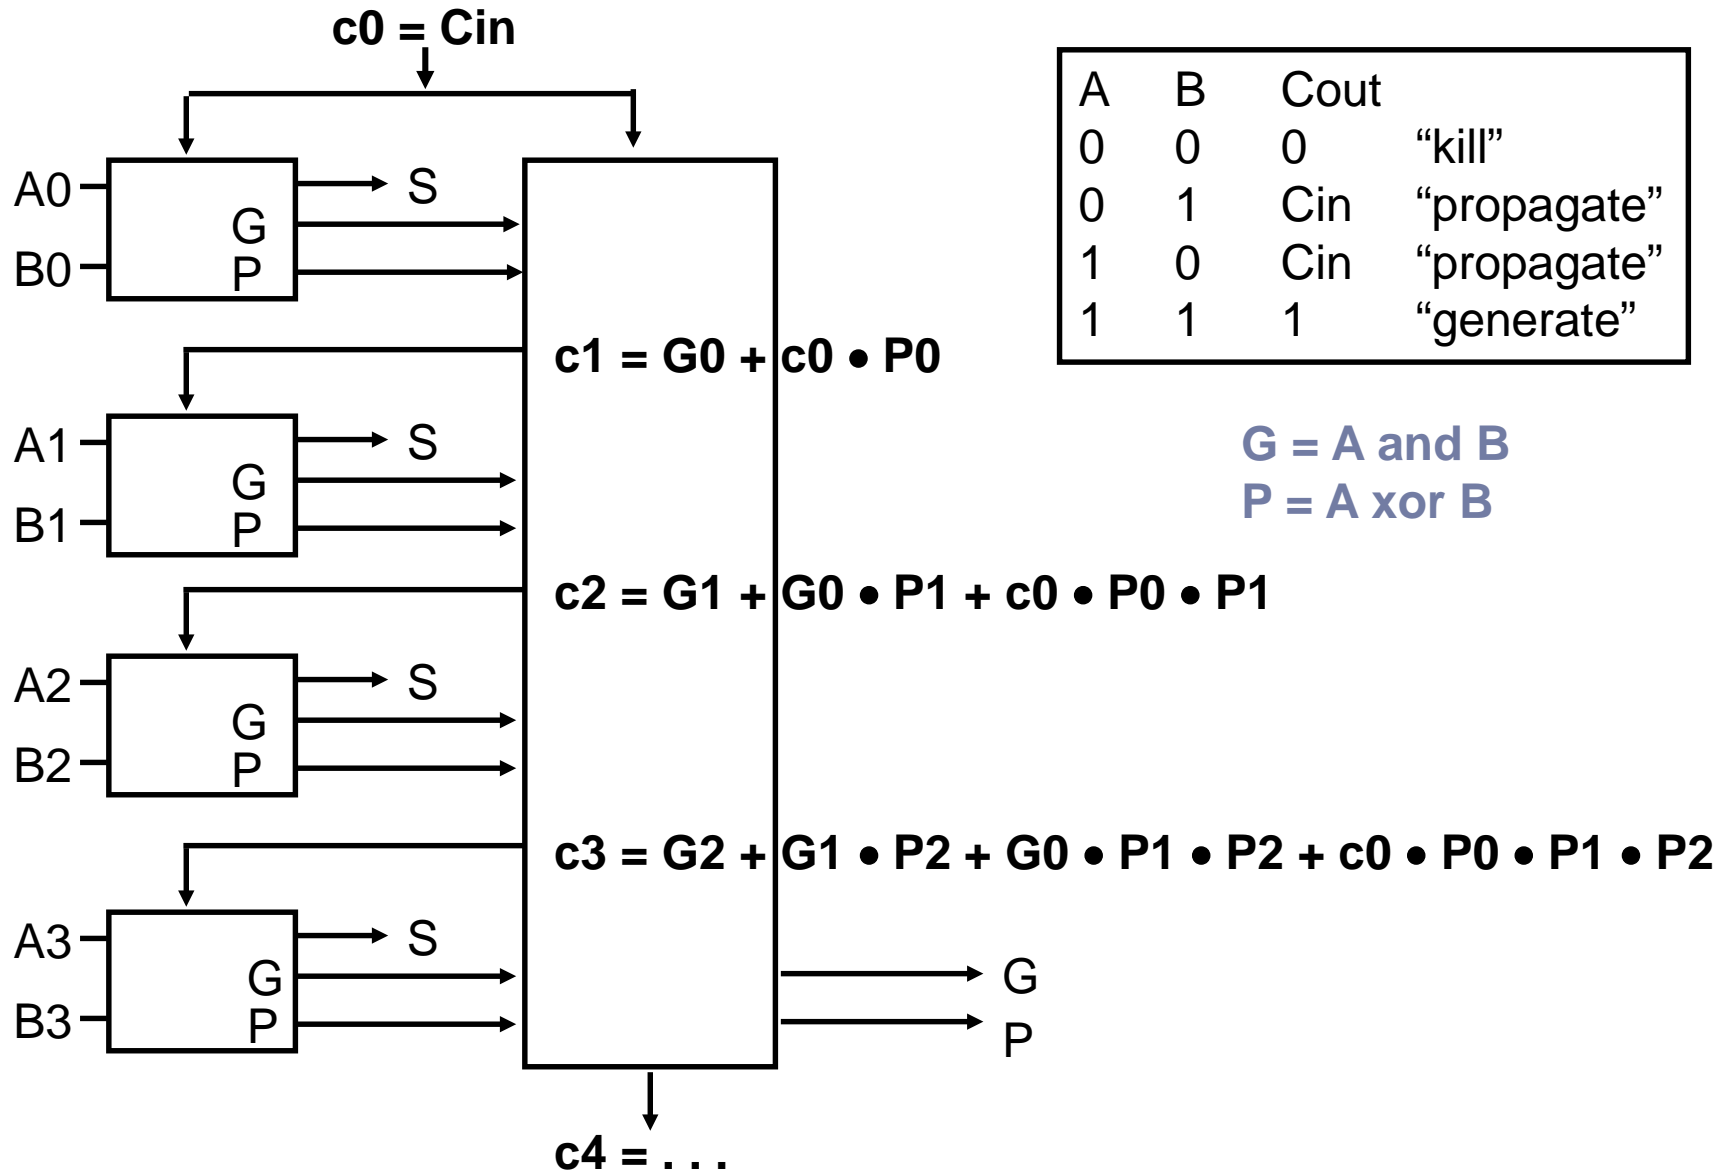 c0 = Cin
A B Cout
0 0 0 “kill”
0 1 Cin “propagate”
1 0 Cin “propagate”
1 1 1 “generate”
A0
S
G
B0
P
c1 = G0 + c0 • P0
G = A and B
P = A xor B
A1
S
G
B1
P
c2 = G1 + G0 • P1 + c0 • P0 • P1
A2
S
G
B2
P
c3 = G2 + G1 • P2 + G0 • P1 • P2 + c0 • P0 • P1 • P2
A3
S
G
B3
P
G
P
c4 = . . .